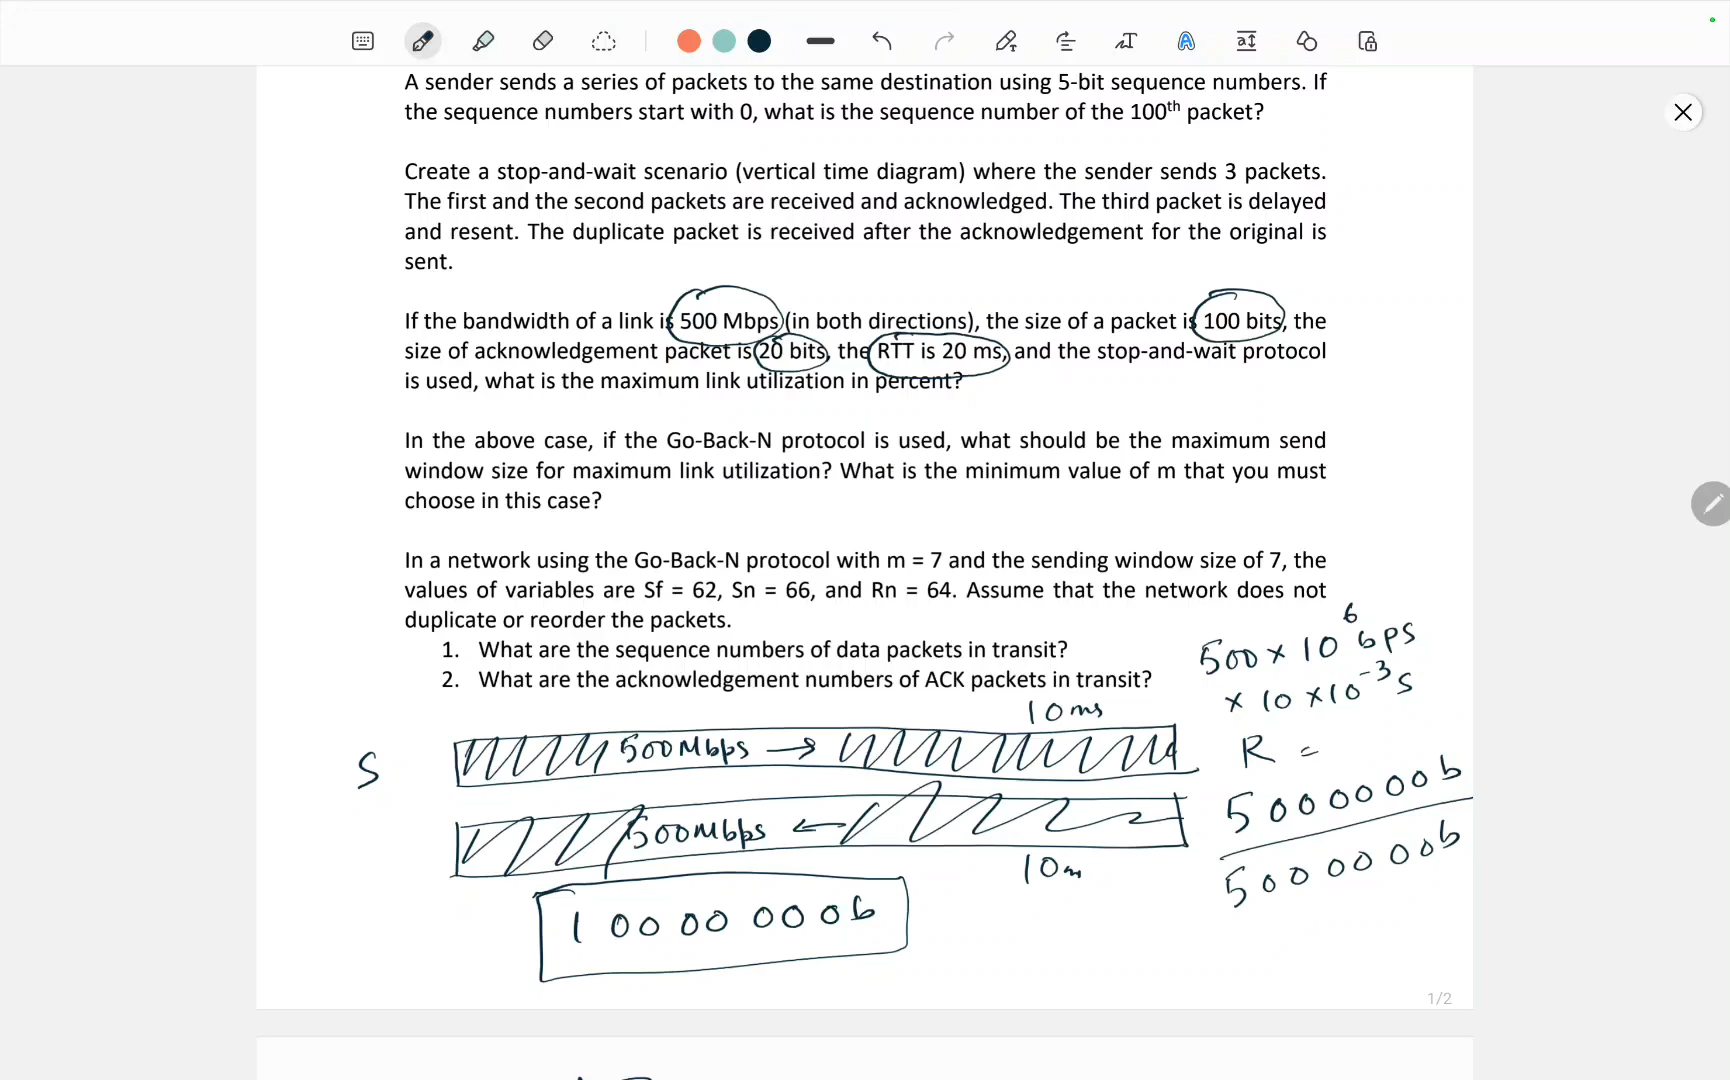 A sender sends a series of packets to the same destination using 5-bit sequence numbers. If
the sequence numbers start with 0, what is the sequence number of the 100th packet?
Create a stop-and-wait scenario (vertical time diagram) where the sender sends 3 packets.
The first and the second packets are received and acknowledged. The third packet is delayed
and resent. The duplicate packet is received after the acknowledgement for the original is
sent.
If the bandwidth of a link is 500 Mbps (in both directions), the size of a packet is 100 bits, the
size of acknowledgement packet is 20 bits, the RTT is 20 ms, and the stop-and-wait protocol
is used, what is the maximum link utilization in percent?
In the above case, if the Go-Back-N protocol is used, what should be the maximum send
window size for maximum link utilization? What is the minimum value of m that you must
choose in this case?
In a network using the Go-Back-N protocol with m = 7 and the sending window size of 7, the
values of variables are Sf = 62, Sn = 66, and Rn = 64. Assume that the network does not
duplicate or reorder the packets.
1. What are the sequence numbers of data packets in transit?
2. What are the acknowledgement numbers of ACK packets in transit?
500 × 10^6 bps
× 10 × 10^-3 s
10 ms
S 500Mbps → R =
5000000b
500Mbps ←
5000000b
10m
10000000b
1/2